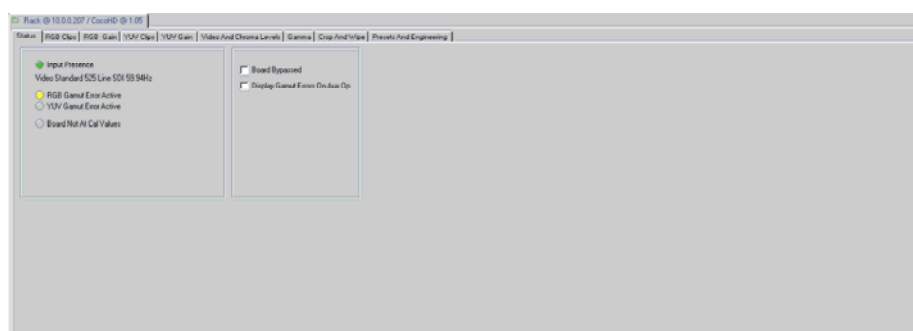 Rack @ 10.0.0.207 / CocoHD @ 1.05
Status RGB Clips RGB Gain YUV Clips YUV Gain Video And Chroma Levels Gamma Crop And Wipe Presets And Engineering
Input Presence
Video Standard 525 Line SDI 59.94Hz
RGB Gamut Error Active
YUV Gamut Error Active
Board Not At Cal Values
Board Bypassed
Display Gamut Errors On Aux Op